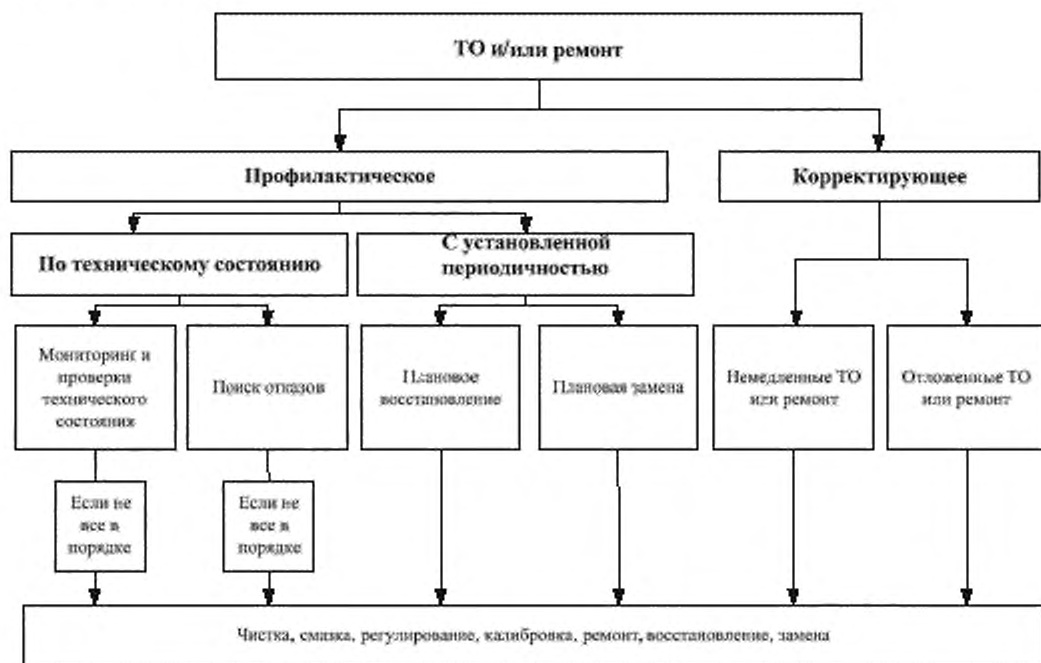 ТО и/или ремонт
Профилактическое
Корректирующее
По техническому состоянию
С установленной
периодичностью
Мониторинг и
проверки
технического
состояния
Поиск отказов
Плановое
восстановление
Плановая замена
Немедленные ТО
или ремонт
Отложенные ТО
или ремонт
Если не
все в
порядке
Если не
все в
порядке
Чистка, смазка, регулирование, калибровка, ремонт, восстановление, замена